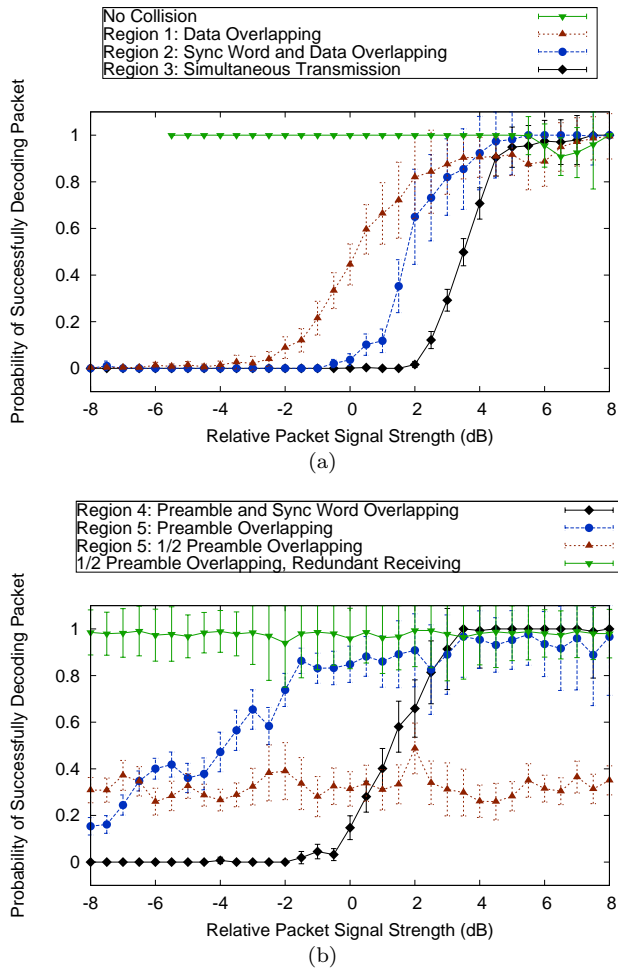 No Collision
Region 1: Data Overlapping
Region 2: Sync Word and Data Overlapping
Region 3: Simultaneous Transmission
Probability of Successfully Decoding Packet
1
0.8
0.6
0.4
0.2
0
-8 -6 -4 -2 0 2 4 6 8
Relative Packet Signal Strength (dB)
(a)
Region 4: Preamble and Sync Word Overlapping
Region 5: Preamble Overlapping
Region 5: 1/2 Preamble Overlapping
1/2 Preamble Overlapping, Redundant Receiving
Probability of Successfully Decoding Packet
1
0.8
0.6
0.4
0.2
0
-8 -6 -4 -2 0 2 4 6 8
Relative Packet Signal Strength (dB)
(b)